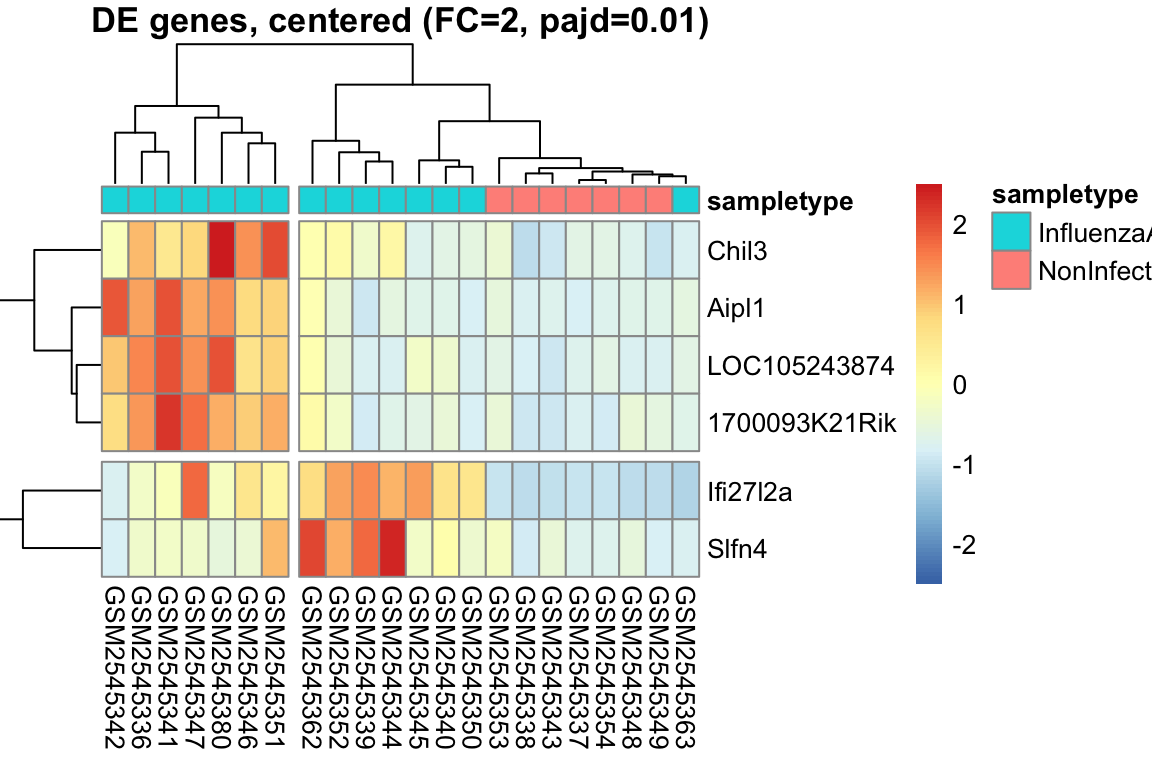 DE genes, centered (FC=2, pajd=0.01)
sampletype
Chil3
Aipl1
LOC105243874
1700093K21Rik
Ifi27l2a
Slfn4
GSM2545342
GSM2545336
GSM2545341
GSM2545347
GSM2545380
GSM2545346
GSM2545351
GSM2545362
GSM2545352
GSM2545339
GSM2545344
GSM2545345
GSM2545340
GSM2545350
GSM2545353
GSM2545338
GSM2545343
GSM2545337
GSM2545354
GSM2545348
GSM2545349
GSM2545363
2
1
0
-1
-2
sampletype
InfluenzaA
NonInfect